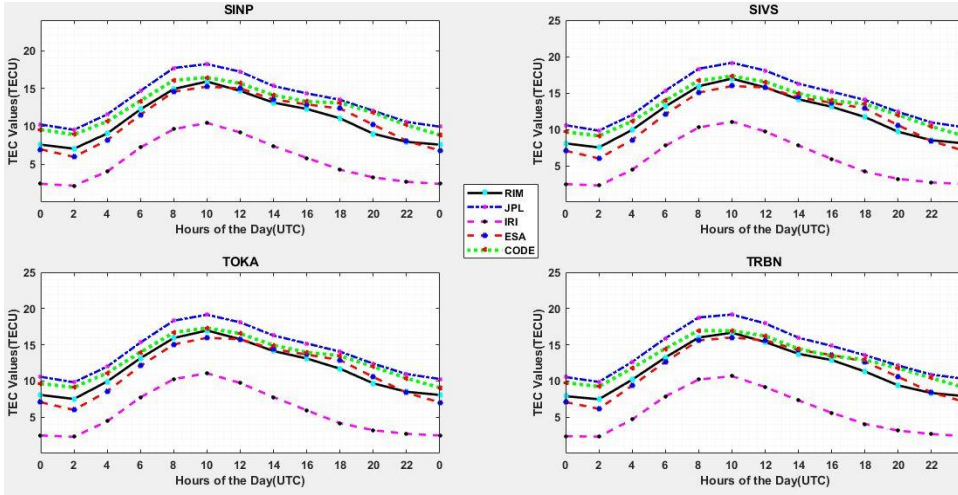 SINP
TEC Values(TECU)
20
15
10
5
0 2 4 6 8 10 12 14 16 18 20 22 0
Hours of the Day(UTC)
SIVS
TEC Values(TECU)
25
20
15
10
5
0 2 4 6 8 10 12 14 16 18 20 22
Hours of the Day(UTC)
RIM
JPL
IRI
ESA
CODE
TOKA
TEC Values(TECU)
25
20
15
10
5
0 2 4 6 8 10 12 14 16 18 20 22 0
Hours of the Day(UTC)
TRBN
TEC Values(TECU)
25
20
15
10
5
0 2 4 6 8 10 12 14 16 18 20 22
Hours of the Day(UTC)